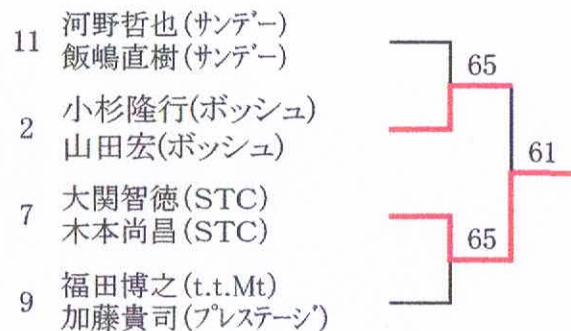 11 河野哲也(サンデー)
飯嶋直樹(サンデー)
65
2 小杉隆行(ボッシュ)
山田宏(ボッシュ)
61
7 大関智徳(STC)
木本尚昌(STC)
65
9 福田博之(t.t.Mt)
加藤貴司(プレステージ)